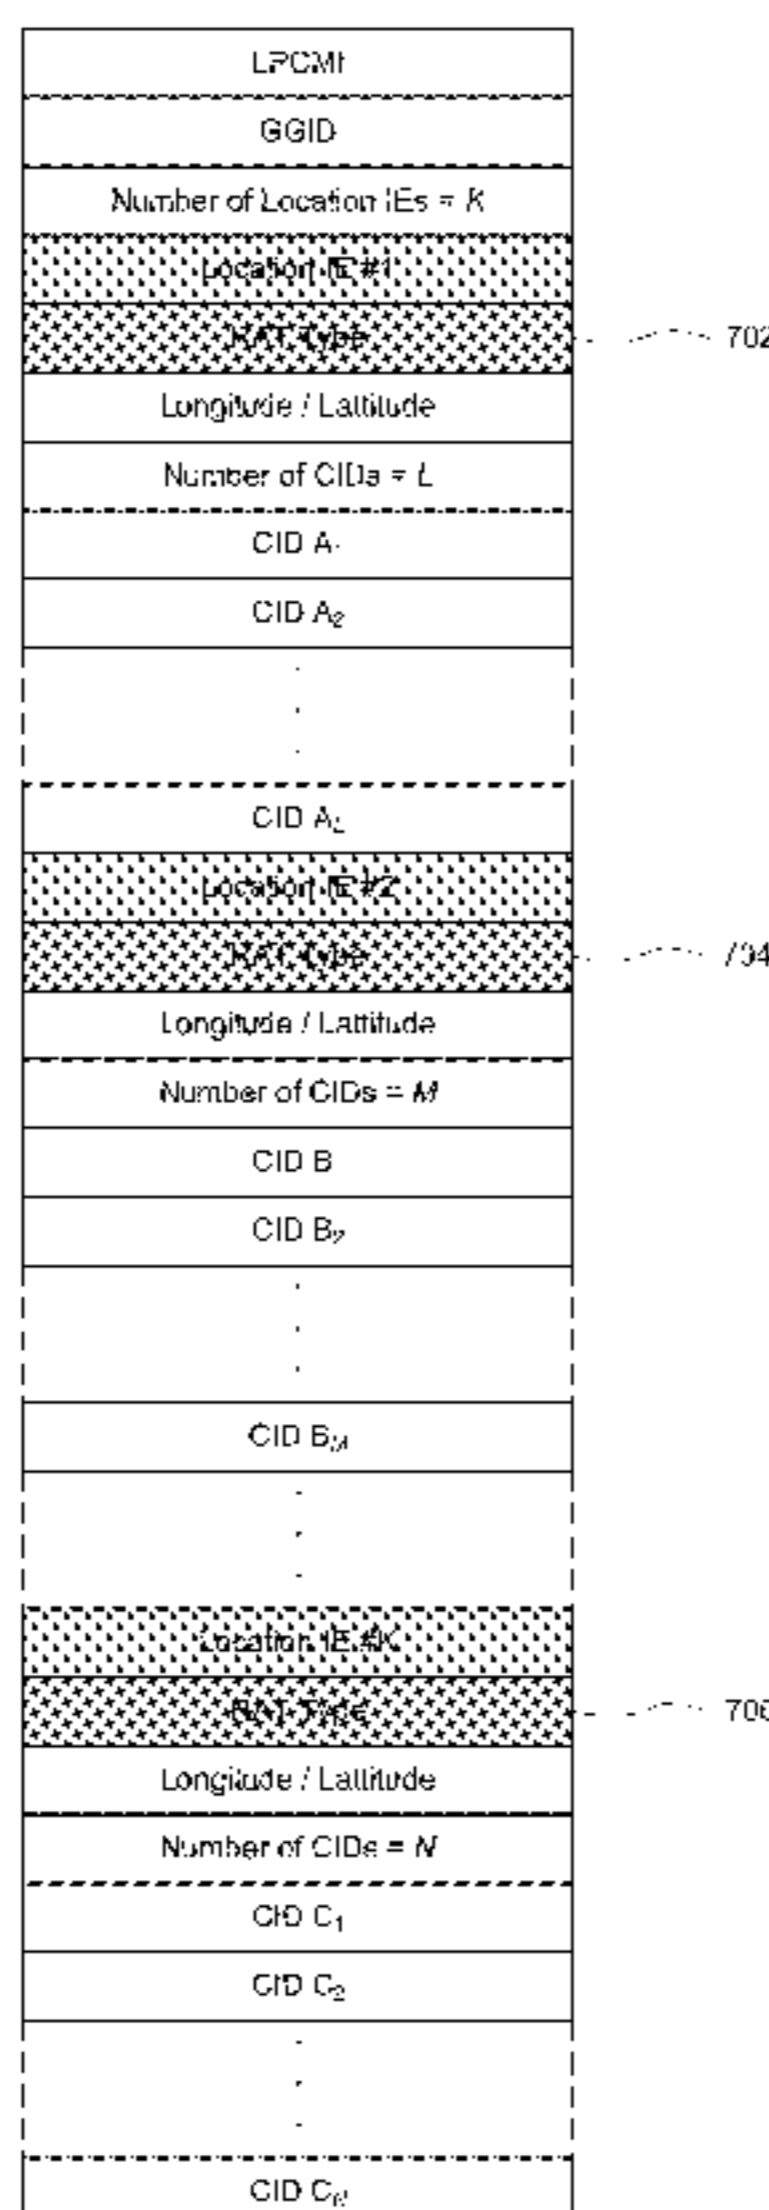 LPCMI
GGID
Number of Location IEs = K
Location IE #1
RAT Type
702
Longitude / Lattitude
Number of CIDs = L
CID A1
CID A2
CID AL
Location IE #2
RAT Type
704
Longitude / Lattitude
Number of CIDs = M
CID B
CID B2
CID BM
Location IE #K
RAT Type
706
Longitude / Lattitude
Number of CIDs = N
CID C1
CID C2
CID CN